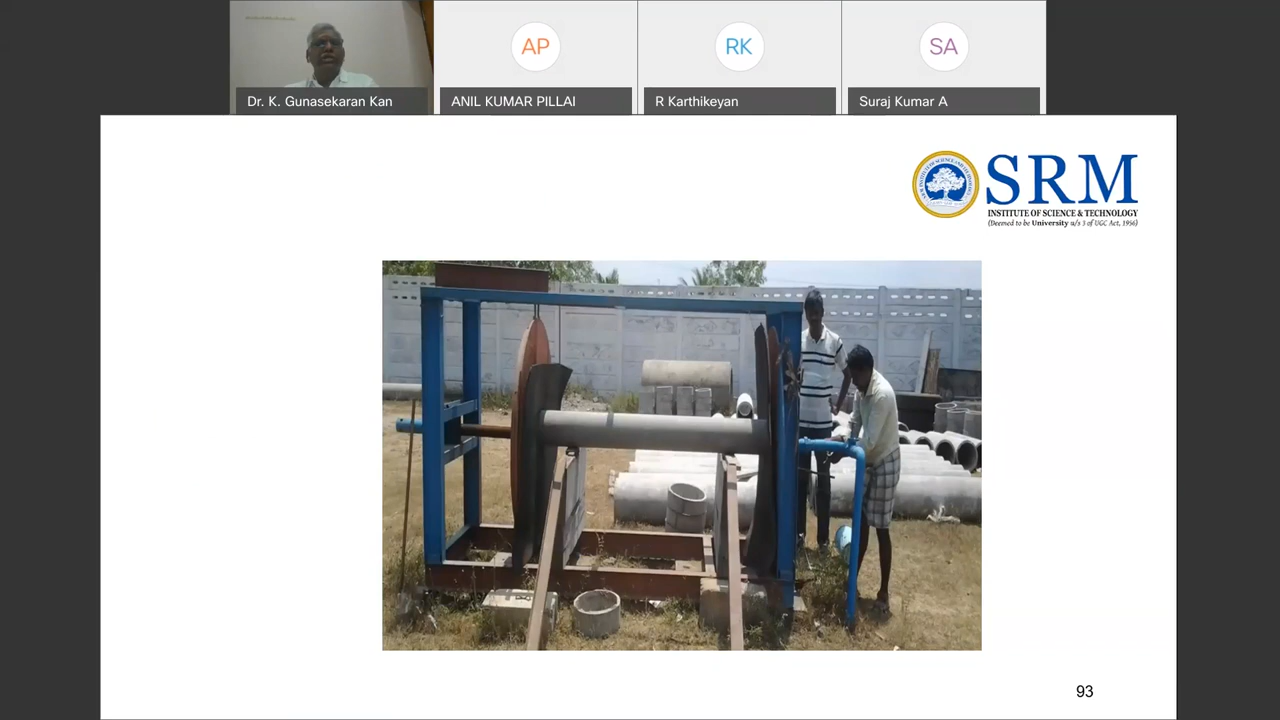 AP
RK
SA
Dr. K. Gunasekaran Kan
ANIL KUMAR PILLAI
R Karthikeyan
Suraj Kumar A
SRM
INSTITUTE OF SCIENCE & TECHNOLOGY
(Deemed to be University u/s 3 of UGC Act, 1956)
93